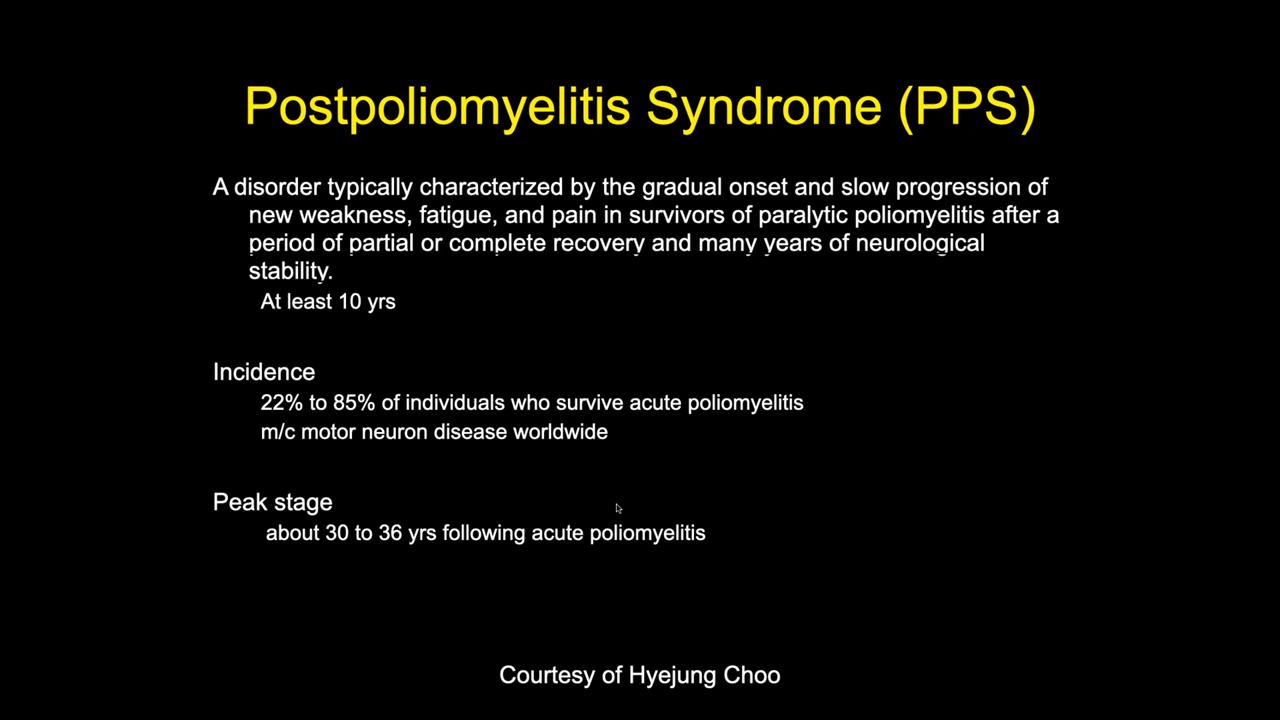 Postpoliomyelitis Syndrome (PPS)
A disorder typically characterized by the gradual onset and slow progression of
new weakness, fatigue, and pain in survivors of paralytic poliomyelitis after a
period of partial or complete recovery and many years of neurological
stability.
At least 10 yrs
Incidence
22% to 85% of individuals who survive acute poliomyelitis
m/c motor neuron disease worldwide
Peak stage
about 30 to 36 yrs following acute poliomyelitis
Courtesy of Hyejung Choo